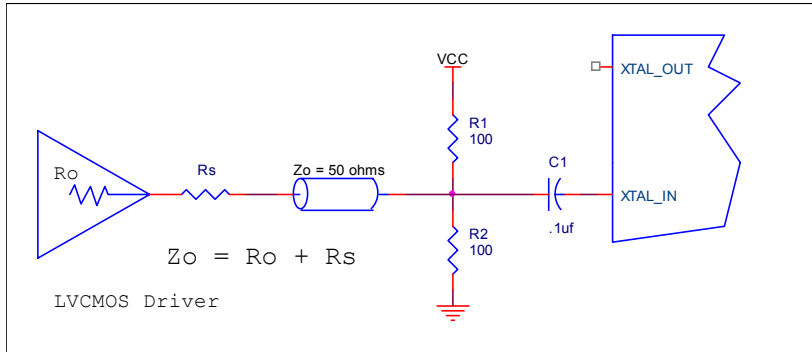 VCC
XTAL_OUT
R1
100
Ro
Rs
Zo = 50 ohms
C1
XTAL_IN
.1uf
R2
100
Zo = Ro + Rs
LVCMOS Driver